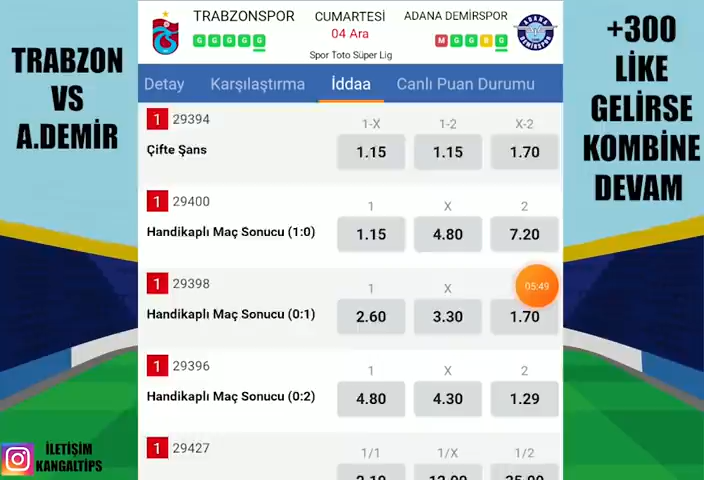 TRABZON
VS
A.DEMİR
TRABZONSPOR
G G G G G
CUMARTESİ
04 Ara
Spor Toto Süper Lig
ADANA DEMİRSPOR
M G G B G
ADANA
DEMİRSPOR
+300
LİKE
GELİRSE
KOMBİNE
DEVAM
Detay Karşılaştırma İddaa Canlı Puan Durumu
1 29394
Çifte Şans
1-X 1-2 X-2
1.15 1.15 1.70
1 29400
Handikaplı Maç Sonucu (1:0)
1 X 2
1.15 4.80 7.20
1 29398
Handikaplı Maç Sonucu (0:1)
1 X
2.60 3.30 1.70
05:49
1 29396
Handikaplı Maç Sonucu (0:2)
1 X 2
4.80 4.30 1.29
1 29427
1/1 1/X 1/2
İLETİŞİM
KANGALTİPS